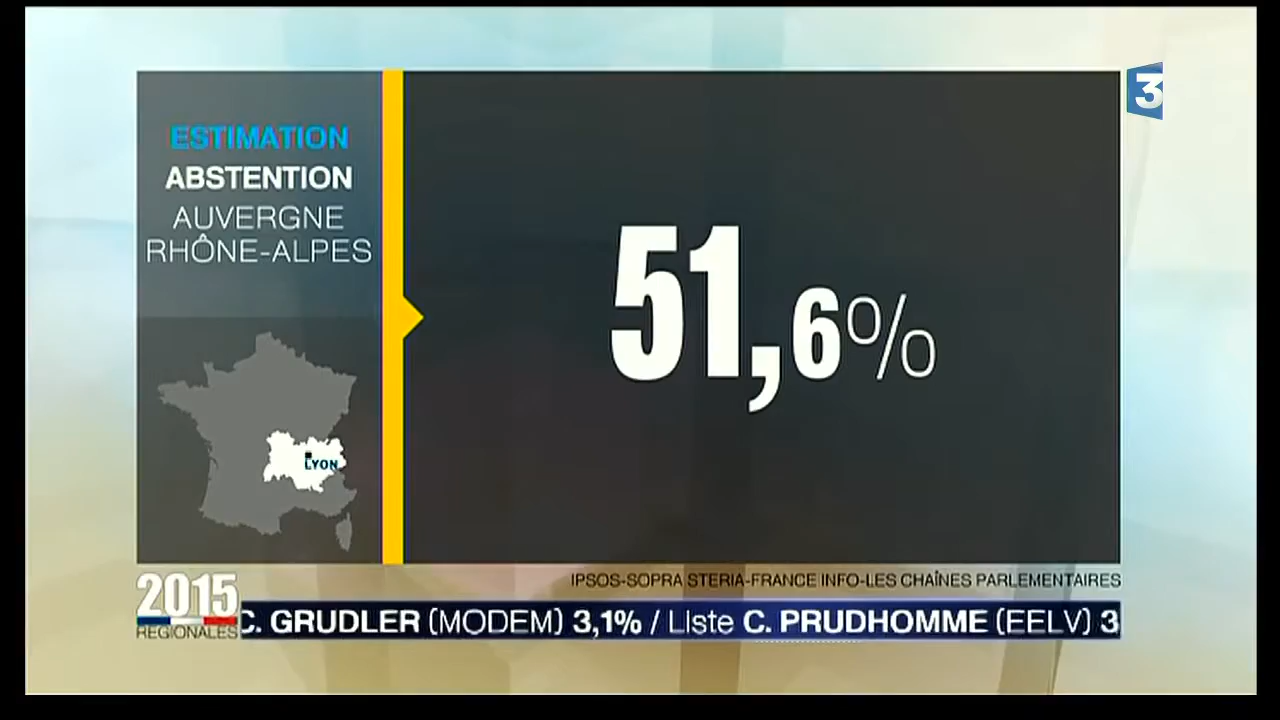 3
ESTIMATION
ABSTENTION
AUVERGNE
RHÔNE-ALPES
51,6%
LYON
IPSOS-SOPRA STERIA-FRANCE INFO-LES CHAÎNES PARLEMENTAIRES
2015
REGIONALES
C. GRUDLER (MODEM) 3,1% / Liste C. PRUDHOMME (EELV) 3